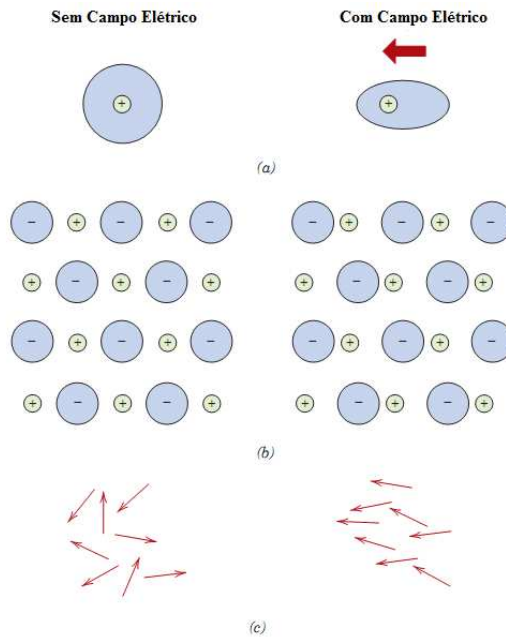 Sem Campo Elétrico Com Campo Elétrico
+ +
(a)
− + − + − − + − + −
+ − + − + + − + − +
− + − + − − + − + −
+ − + − + + − + − +
(b)
(c)